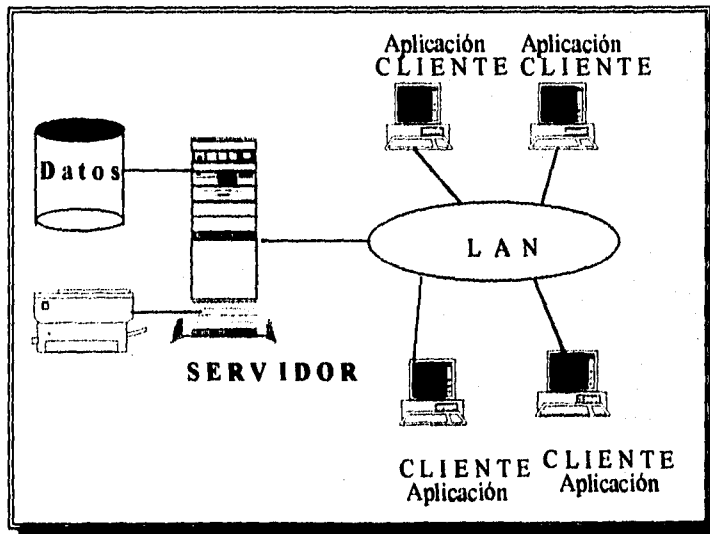 Aplicación
CLIENTE
Aplicación
CLIENTE
Datos
LAN
SERVIDOR
CLIENTE
Aplicación
CLIENTE
Aplicación